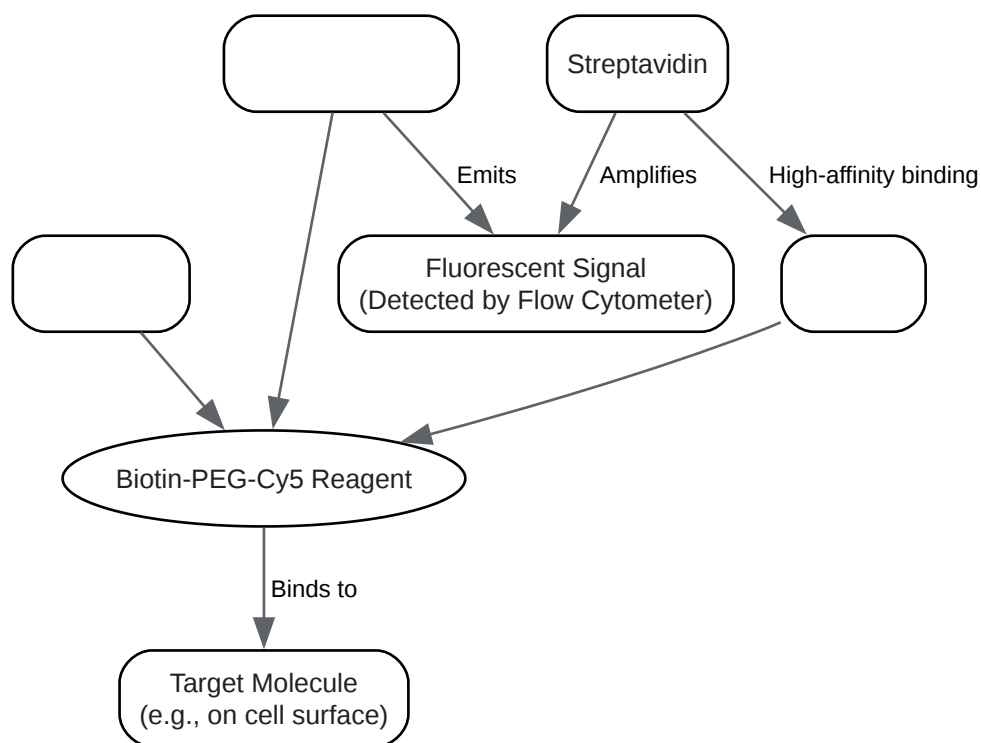 Streptavidin
Emits
Amplifies
High-affinity binding
Fluorescent Signal
(Detected by Flow Cytometer)
Biotin-PEG-Cy5 Reagent
Binds to
Target Molecule
(e.g., on cell surface)